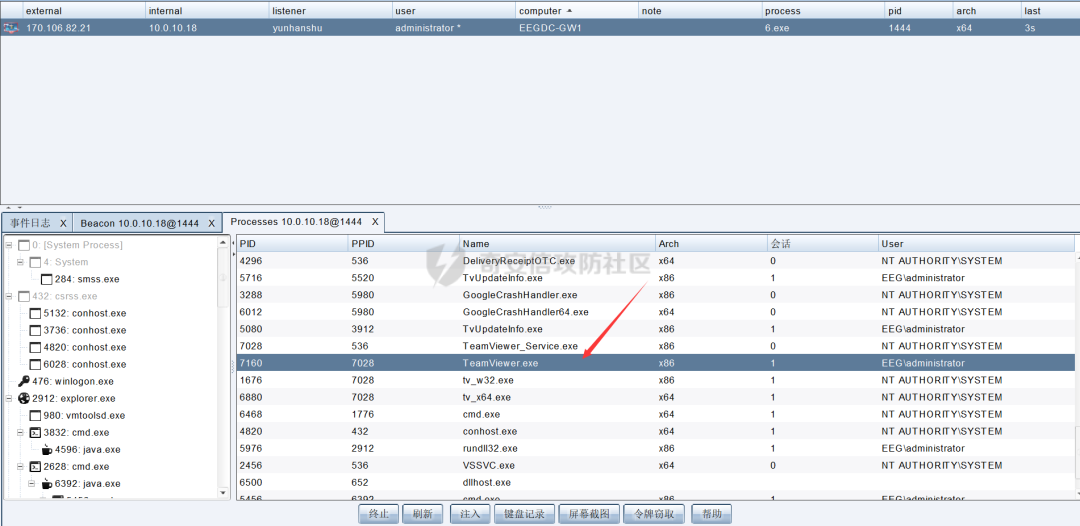 external internal listener user computer note process pid arch last
170.106.82.21 10.0.10.18 yunhanshu administrator * EEGDC-GW1 6.exe 1444 x64 3s
事件日志 X Beacon 10.0.10.18@1444 X Processes 10.0.10.18@1444 X
0: [System Process]
4: System
284: smss.exe
432: csrss.exe
5132: conhost.exe
3736: conhost.exe
4820: conhost.exe
6028: conhost.exe
476: winlogon.exe
2912: explorer.exe
980: vmtoolsd.exe
3832: cmd.exe
4596: java.exe
2628: cmd.exe
6392: java.exe
PID PPID Name Arch 会话 User
4296 536 DeliveryReceiptOTC.exe x64 0 NT AUTHORITY\SYSTEM
5716 5520 TvUpdateInfo.exe x86 1 EEG\administrator
3288 5980 GoogleCrashHandler.exe x86 0 NT AUTHORITY\SYSTEM
6012 5980 GoogleCrashHandler64.exe x64 0 NT AUTHORITY\SYSTEM
5080 3912 TvUpdateInfo.exe x86 1 EEG\administrator
7028 536 TeamViewer_Service.exe x86 0 NT AUTHORITY\SYSTEM
7160 7028 TeamViewer.exe x86 1 EEG\administrator
1676 7028 tv_w32.exe x86 1 NT AUTHORITY\SYSTEM
6880 7028 tv_x64.exe x64 1 NT AUTHORITY\SYSTEM
6468 1776 cmd.exe x64 1 NT AUTHORITY\SYSTEM
4820 432 conhost.exe x64 1 NT AUTHORITY\SYSTEM
5976 2912 rundll32.exe x86 1 EEG\administrator
2456 536 VSSVC.exe x64 0 NT AUTHORITY\SYSTEM
6500 652 dllhost.exe
5456 6392 cmd.exe x86 1 EEG\administrator
奇安信攻防社区
终止 刷新 注入 键盘记录 屏幕截图 令牌窃取 帮助